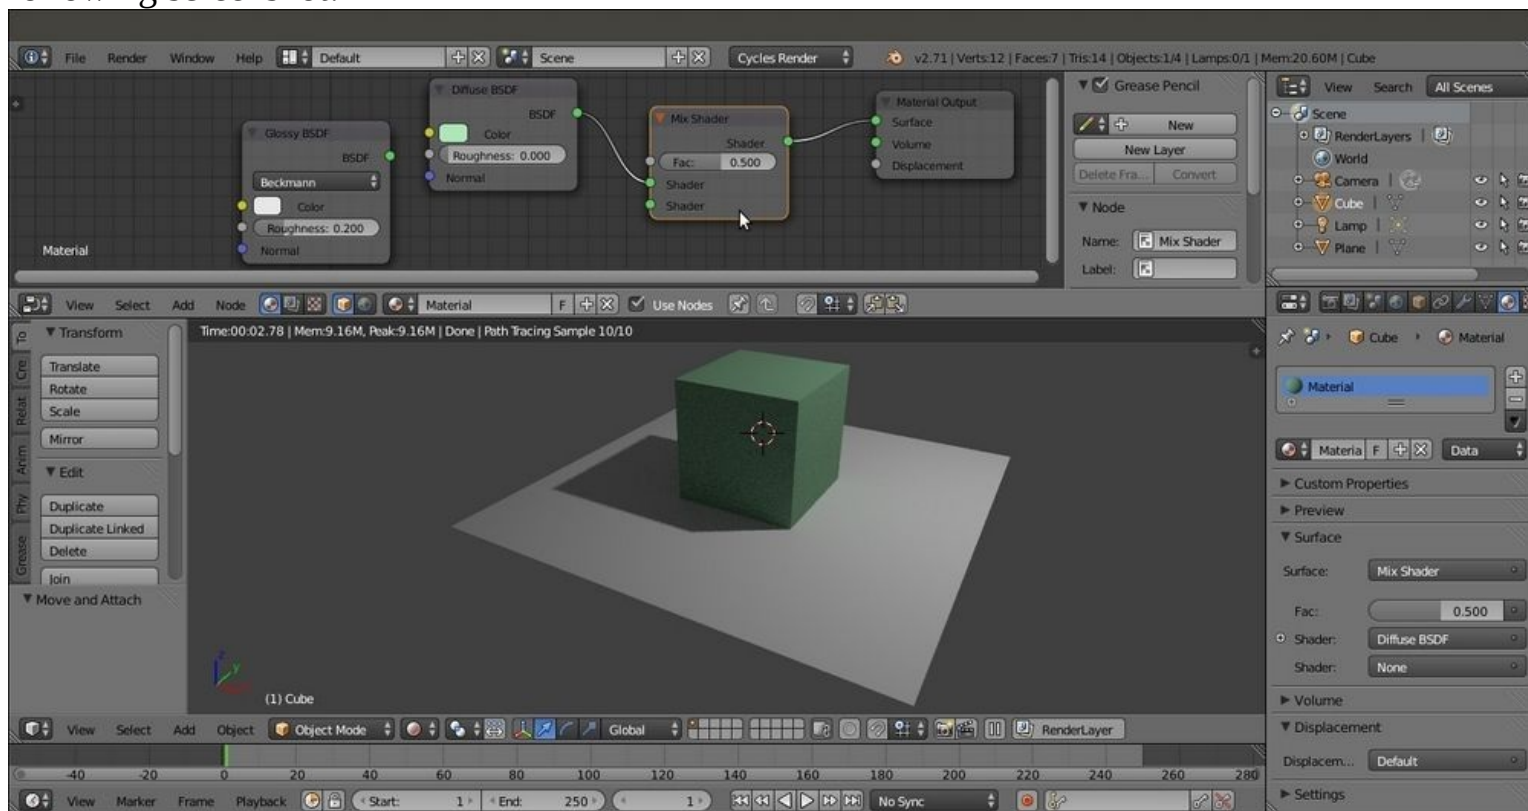 File Render Window Help Default Scene Cycles Render v2.71 | Verts:12 | Faces:7 | Tris:14 | Objects:1/4 | Lamps:0/1 | Mem:20.60M | Cube
Glossy BSDF
BSDF
Beckmann
Color
Roughness: 0.200
Normal
Diffuse BSDF
BSDF
Color
Roughness: 0.000
Normal
Mix Shader
Shader
Fac: 0.500
Shader
Shader
Material Output
Surface
Volume
Displacement
Material
Grease Pencil
New
New Layer
Delete Fra... Convert
Node
Name: Mix Shader
Label:
View Search All Scenes
Scene
RenderLayers |
World
Camera |
Cube |
Lamp |
Plane |
View Select Add Node Material F Use Nodes
To
Cre
Relat
Anim
Phy
Grease
Transform
Translate
Rotate
Scale
Mirror
Edit
Duplicate
Duplicate Linked
Delete
Join
Move and Attach
Time:00:02.78 | Mem:9.16M, Peak:9.16M | Done | Path Tracing Sample 10/10
z
y
(1) Cube
Cube Material
Material
Materia F Data
Custom Properties
Preview
Surface
Surface: Mix Shader
Fac: 0.500
Shader: Diffuse BSDF
Shader: None
Volume
Displacement
Displacem... Default
Settings
View Select Add Object Object Mode Global RenderLayer
-40 -20 0 20 40 60 80 100 120 140 160 180 200 220 240 260 280
View Marker Frame Playback Start: 1 End: 250 1 No Sync